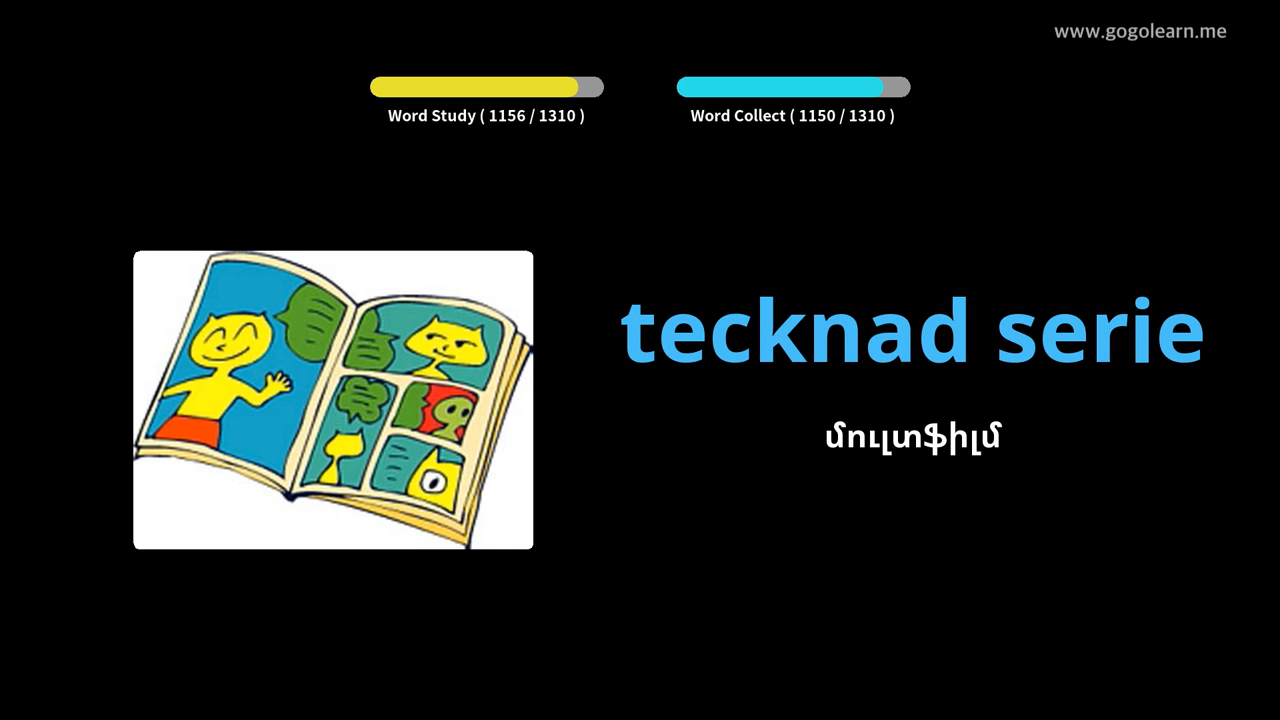 www.gogolearn.me
Word Study ( 1156 / 1310 )
Word Collect ( 1150 / 1310 )
tecknad serie
մուլտֆիլմ